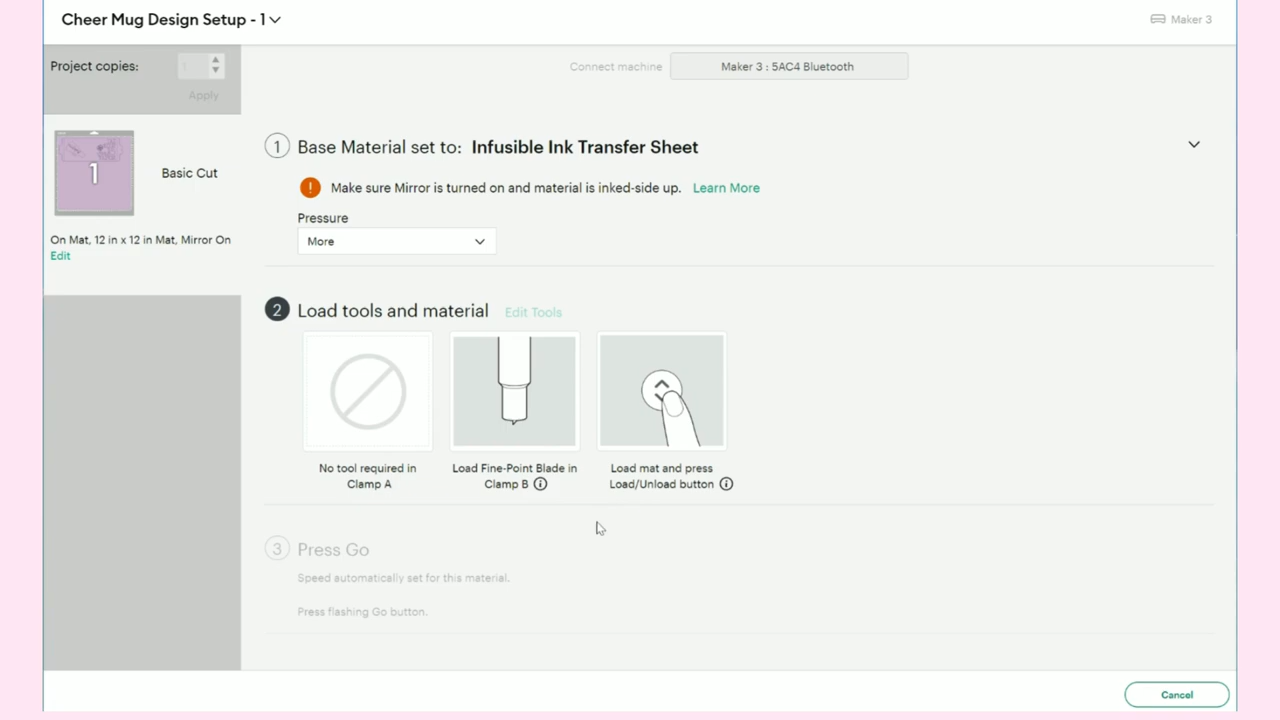 Cheer Mug Design Setup - 1
Maker 3
Project copies:
Apply
Connect machine
Maker 3 : 5AC4 Bluetooth
1
Basic Cut
On Mat, 12 in x 12 in Mat, Mirror On
Edit
1 Base Material set to: Infusible Ink Transfer Sheet
! Make sure Mirror is turned on and material is inked-side up. Learn More
Pressure
More
2 Load tools and material Edit Tools
No tool required in
Clamp A
Load Fine-Point Blade in
Clamp B
Load mat and press
Load/Unload button
3 Press Go
Speed automatically set for this material.
Press flashing Go button.
Cancel